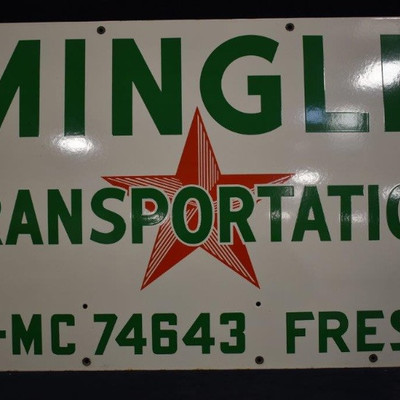 MINGL
RANSPORTATIO
-MC 74643 FRES